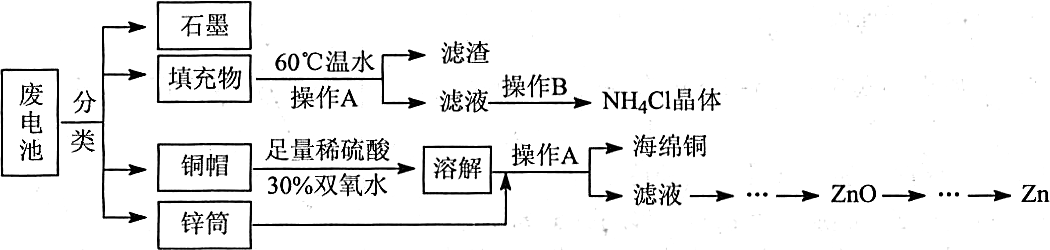 废电池
分类
石墨
填充物
60℃温水
操作A
滤渣
滤液
操作B
NH₄Cl晶体
铜帽
足量稀硫酸
30%双氧水
溶解
操作A
海绵铜
滤液
…
ZnO
…
Zn
锌筒